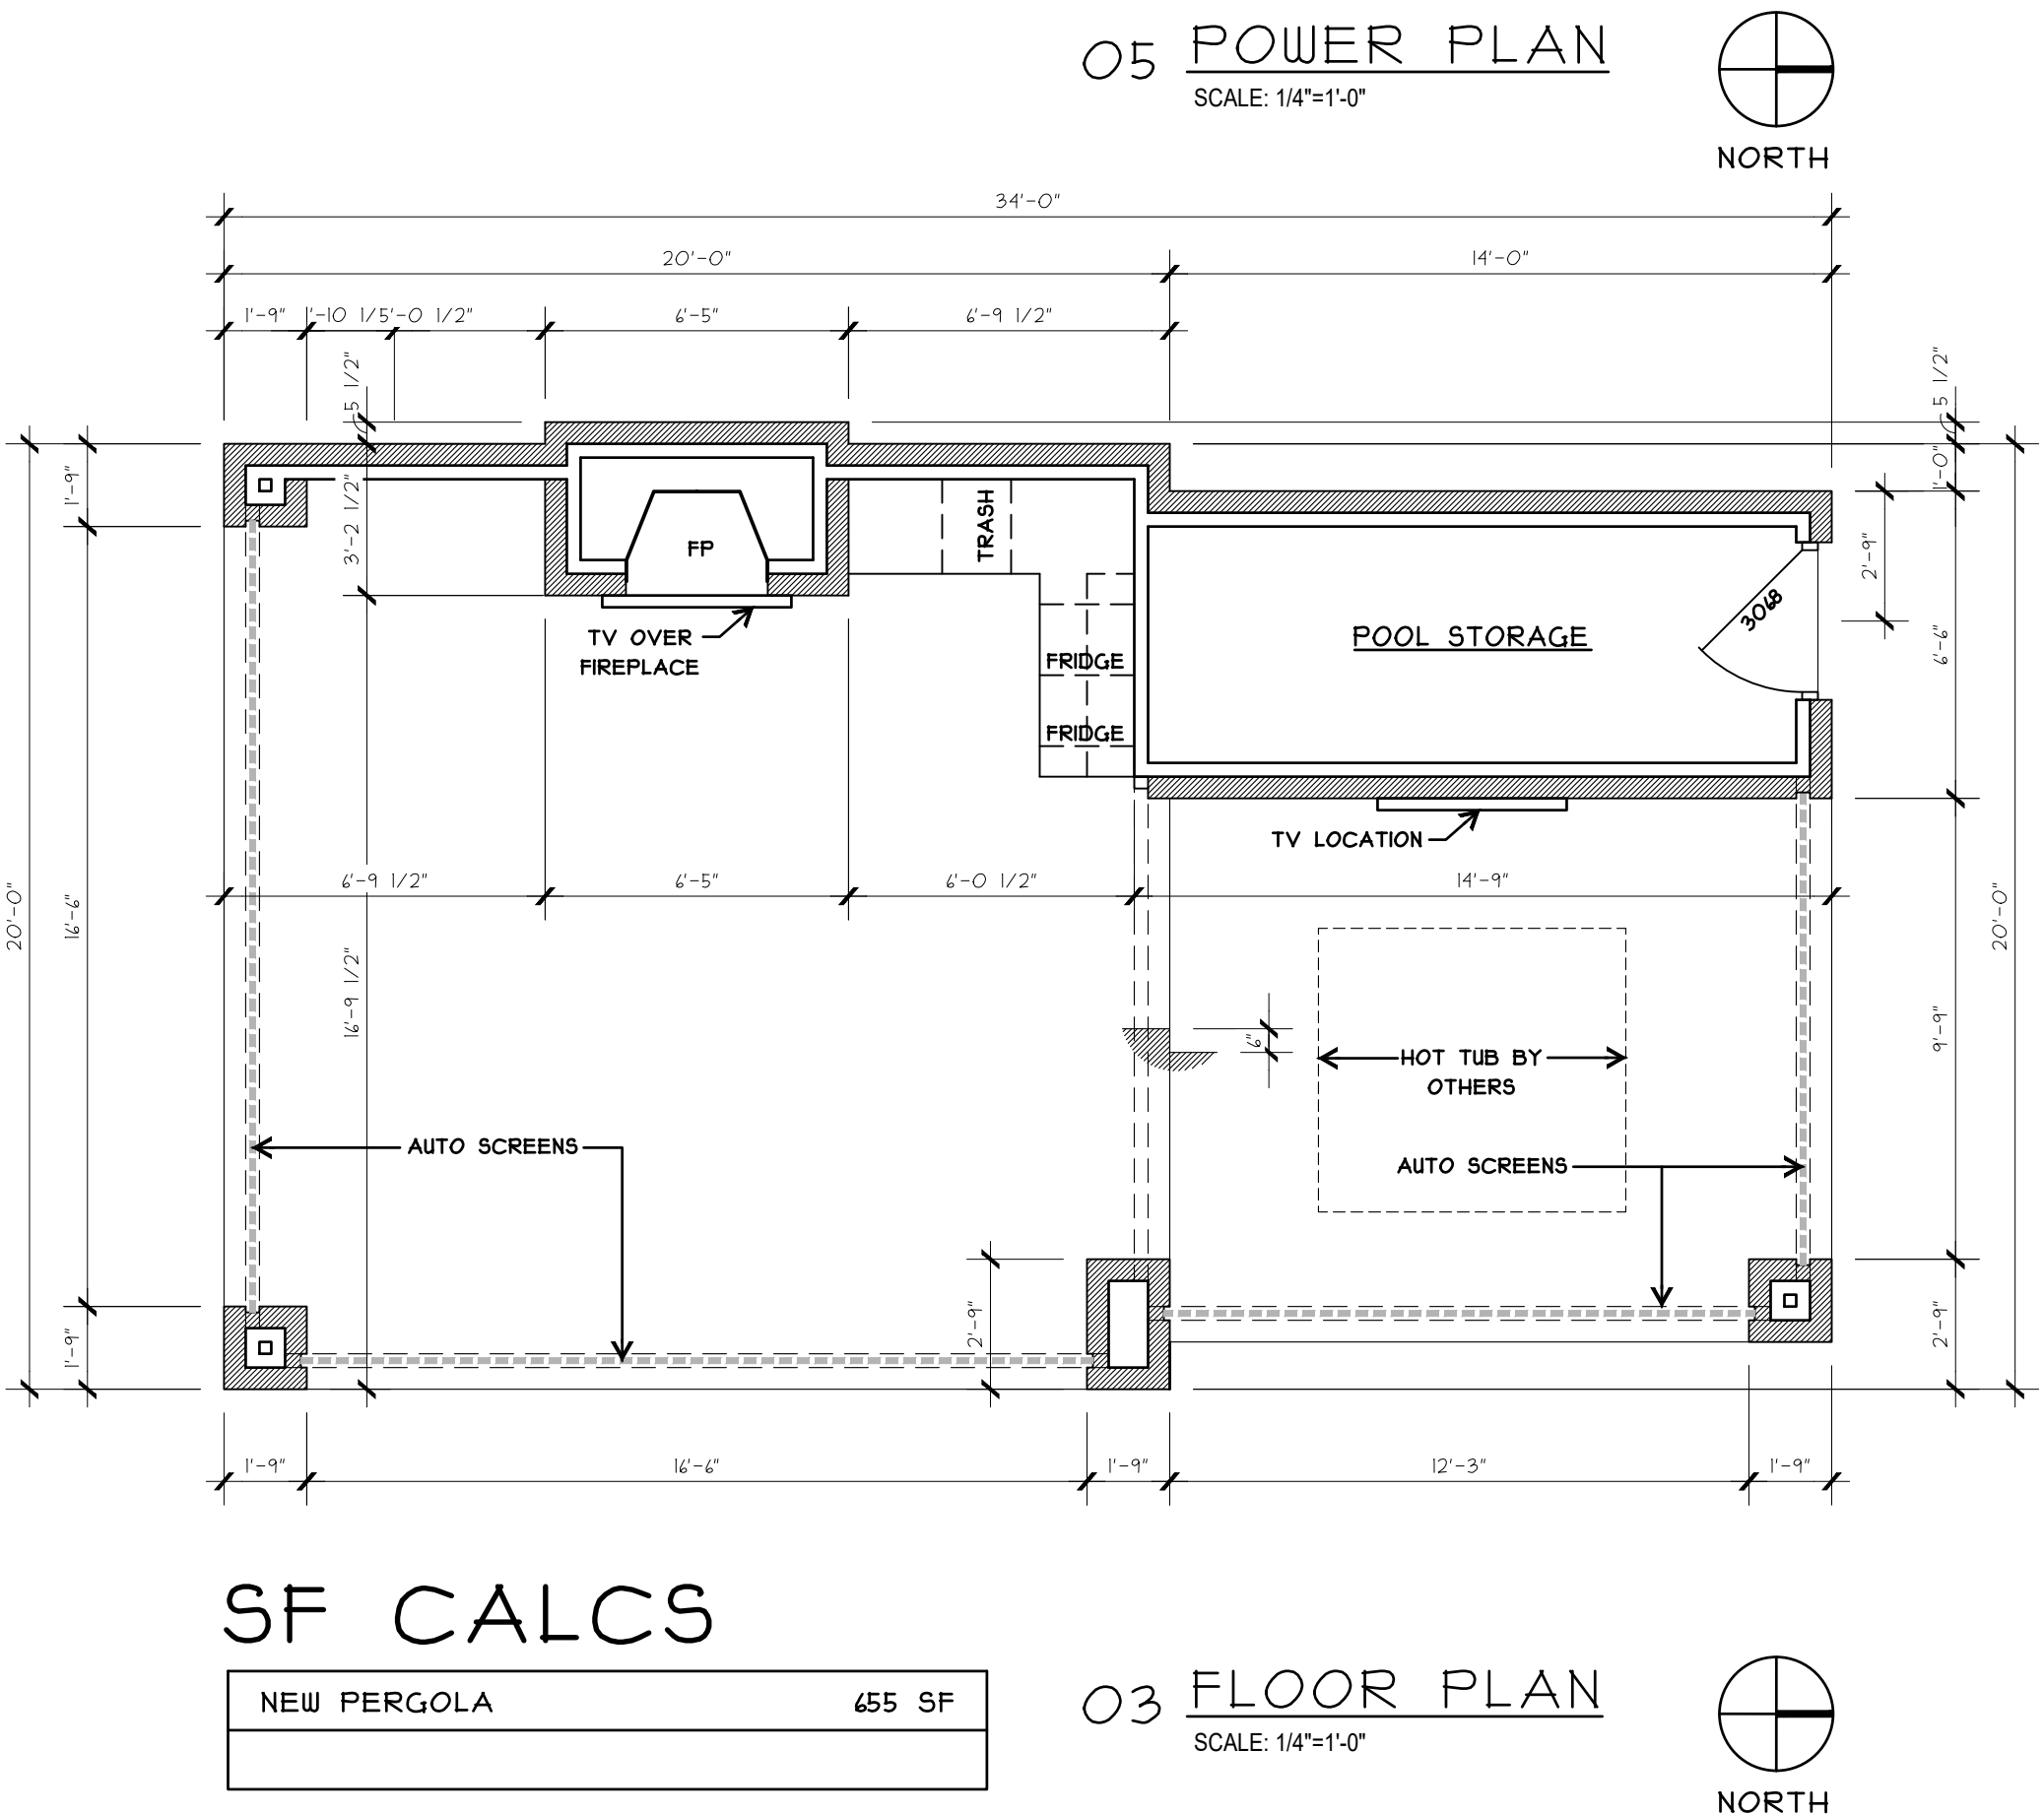 05 POWER PLAN
SCALE: 1/4"=1'-0"
NORTH
34'-0"
20'-0" 14'-0"
1'-9" 1'-10 1/5'-0 1/2" 6'-5" 6'-9 1/2"
5 1/2"
5 1/2"
1'-9"
3'-2 1/2"
1'-0"
2'-9"
6'-6"
TRASH
FP
3068
TV OVER
FIREPLACE
POOL STORAGE
FRIDGE
FRIDGE
TV LOCATION
6'-9 1/2" 6'-5" 6'-0 1/2" 14'-9"
20'-0"
16'-6"
16'-9 1/2"
9'-9"
20'-0"
6"
HOT TUB BY
OTHERS
AUTO SCREENS
AUTO SCREENS
1'-9"
2'-9"
2'-9"
1'-9" 16'-6" 1'-9" 12'-3" 1'-9"
SF CALCS
NEW PERGOLA 655 SF
03 FLOOR PLAN
SCALE: 1/4"=1'-0"
NORTH